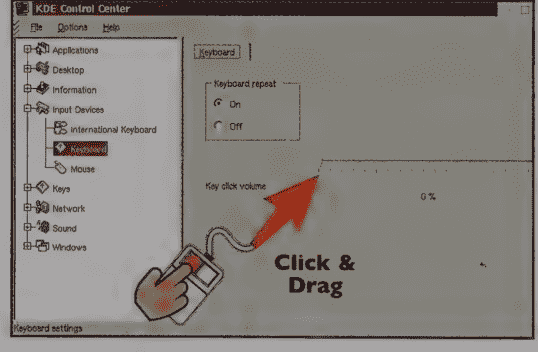 KDE Control Center
File Options Help
Applications
Desktop
Information
Input Devices
International Keyboard
Keyboard
Mouse
Keys
Network
Sound
Windows
Keyboard
Keyboard repeat
On
Off
Key click volume
0 %
Click &
Drag
Keyboard settings